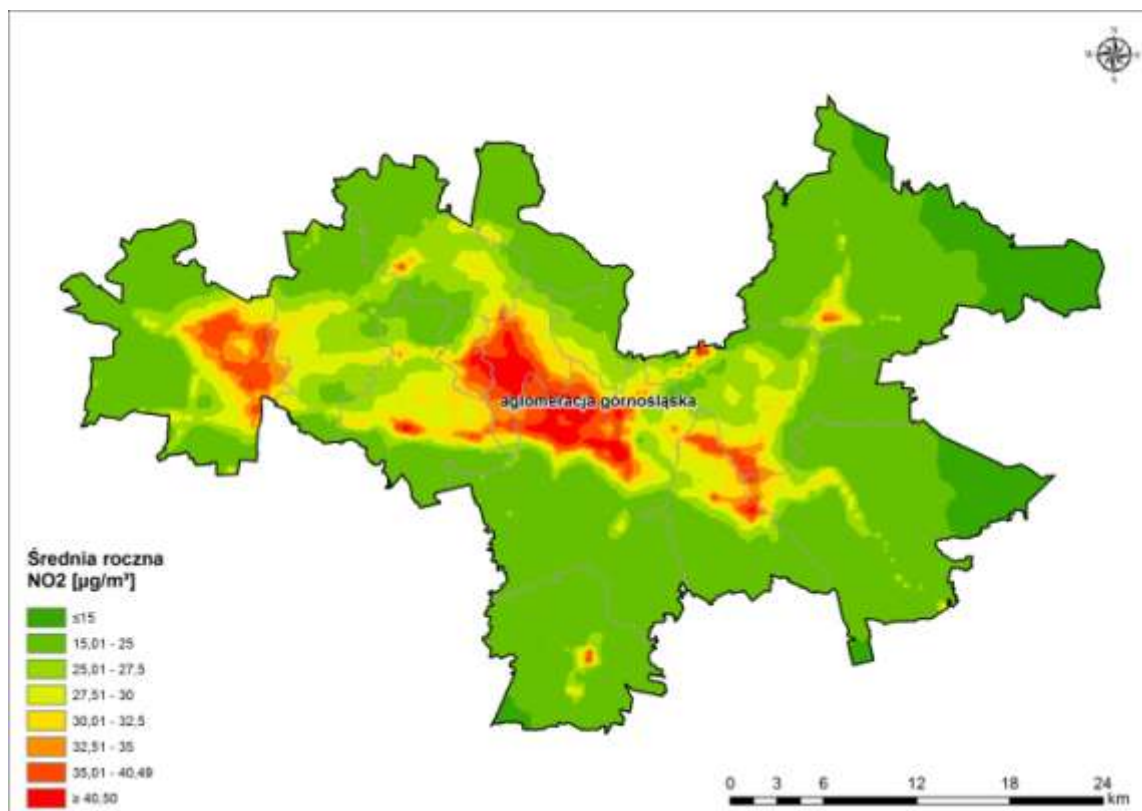 N
aglomeracja górnośląska
Średnia roczna
NO2 [µg/m³]
≤15
15,01 - 25
25,01 - 27,5
27,51 - 30
30,01 - 32,5
32,51 - 35
35,01 - 40,49
≥ 40,50
0 3 6 12 18 24
km